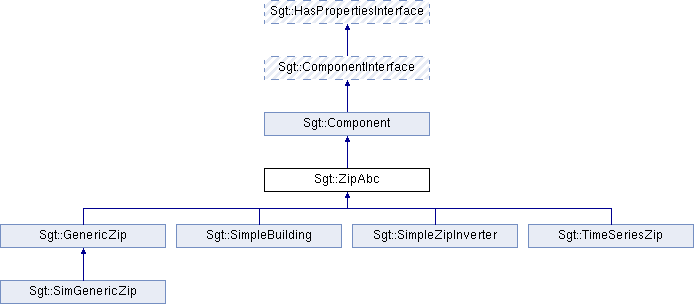 Sgt::HasPropertiesInterface
Sgt::ComponentInterface
Sgt::Component
Sgt::ZipAbc
Sgt::GenericZip
Sgt::SimpleBuilding
Sgt::SimpleZipInverter
Sgt::TimeSeriesZip
Sgt::SimGenericZip